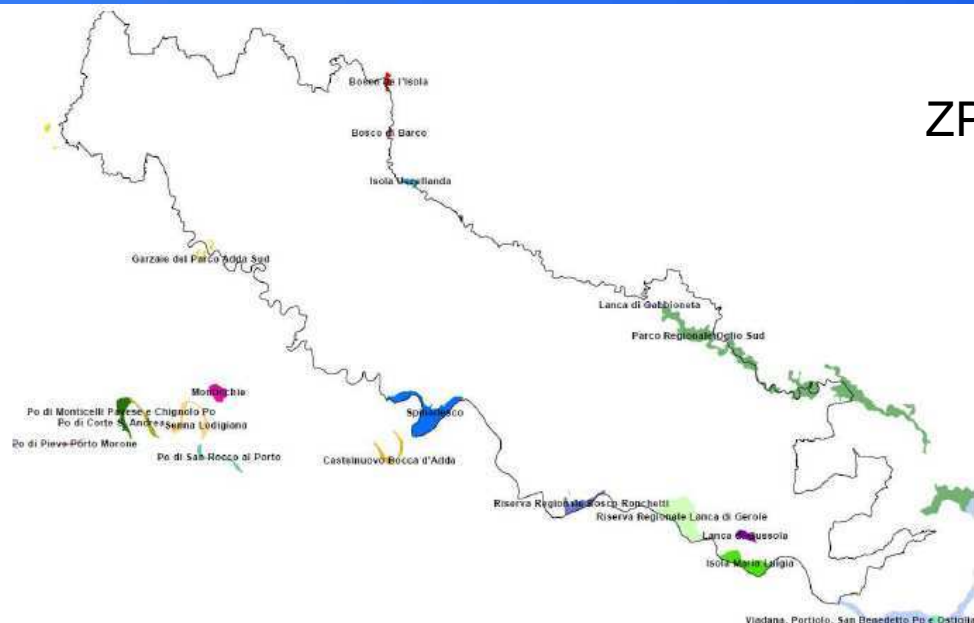 ZP
Bosco de l'Isola
Bosco di Barco
Isola Uccellanda
Garzaie del Parco Adda Sud
Lanca di Gabbioneta
Parco Regionale Oglio Sud
Monticchie
Spinadesco
Po di Monticelli Pavese e Chignolo Po
Po di Corte S. Andrea
Senna Lodigiana
Po di Pieve Porto Morone
Po di San Rocco al Porto
Castelnuovo Bocca d'Adda
Riserva Regionale Bosco Ronchetti
Riserva Regionale Lanca di Gerole
Lanca di Gussola
Isola Maria Luigia
Viadana, Portiolo, San Benedetto Po e Ostiglia